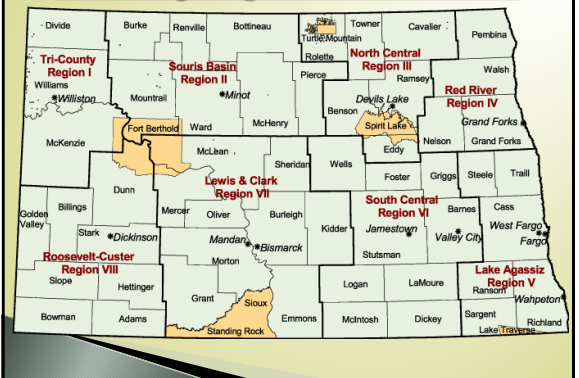 Divide
Burke
Renville
Bottineau
Towner
Cavalier
Pembina
Turtle Mountain
Rolette
North Central
Region III
Tri-County
Region I
Souris Basin
Region II
Pierce
Ramsey
Walsh
Williams
Williston
Mountrail
Minot
Red River
Region IV
Devils Lake
Benson
Spirit Lake
Grand Forks
McKenzie
Fort Berthold
Ward
McHenry
Eddy
Nelson
Grand Forks
McLean
Sheridan
Wells
Foster
Griggs
Steele
Traill
Dunn
Lewis & Clark
Region VII
South Central
Region VI
Golden
Valley
Billings
Mercer
Oliver
Burleigh
Kidder
Barnes
Cass
Stark
Dickinson
Mandan
Bismarck
Jamestown
Valley City
West Fargo
Fargo
Morton
Stutsman
Roosevelt-Custer
Region VIII
Lake Agassiz
Region V
Slope
Hettinger
Grant
Sioux
Logan
LaMoure
Ransom
Wahpeton
Bowman
Adams
Standing Rock
Emmons
McIntosh
Dickey
Sargent
Richland
Lake Traverse